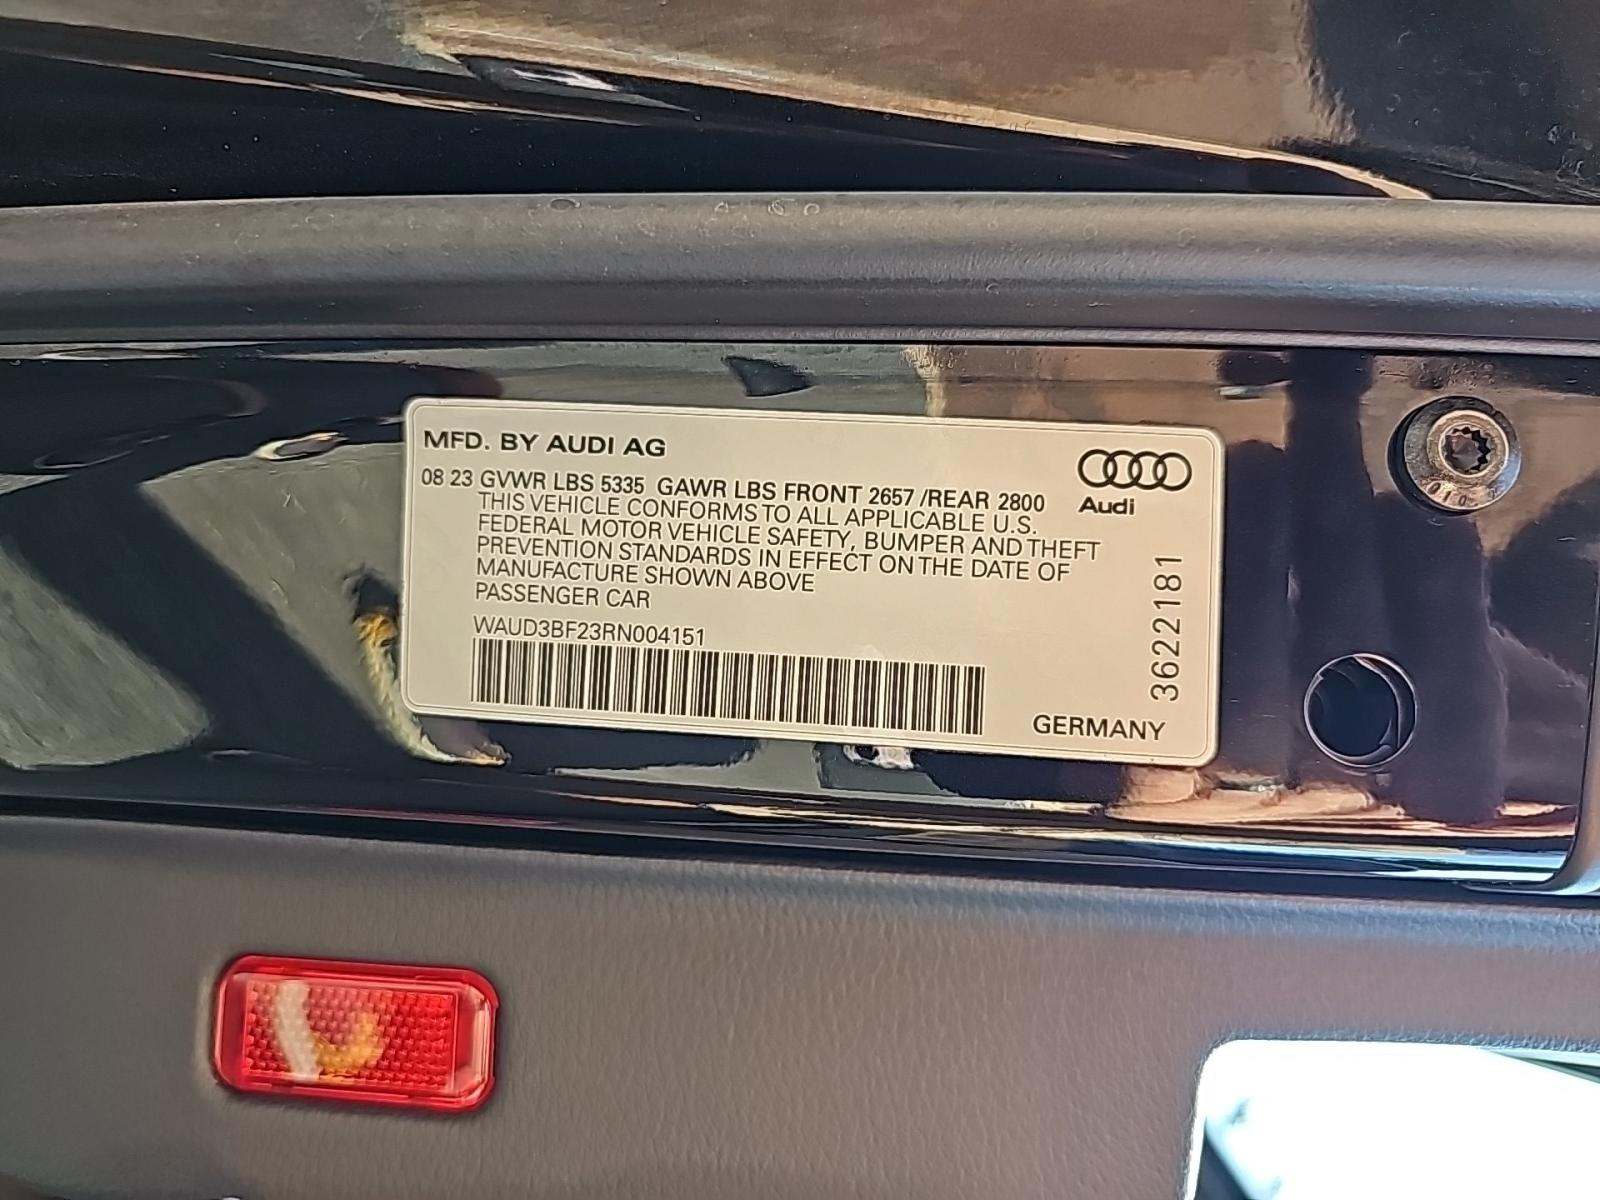 MFD. BY AUDI AG
08 23 GVWR LBS 5335 GAWR LBS FRONT 2657 /REAR 2800
Audi
THIS VEHICLE CONFORMS TO ALL APPLICABLE U.S.
FEDERAL MOTOR VEHICLE SAFETY, BUMPER AND THEFT
PREVENTION STANDARDS IN EFFECT ON THE DATE OF
MANUFACTURE SHOWN ABOVE
PASSENGER CAR
WAUD3BF23RN004151
3622181
GERMANY